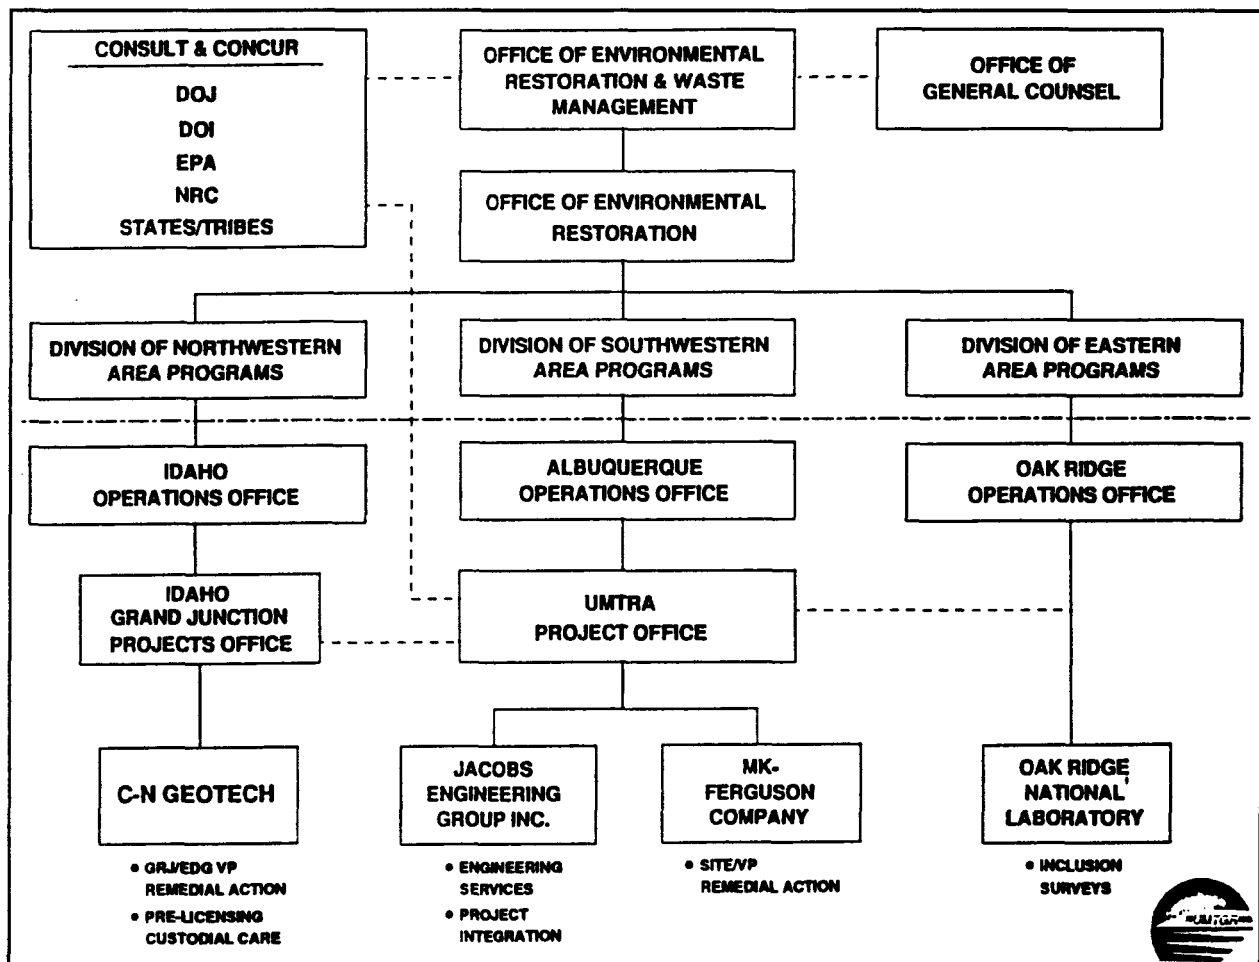 CONSULT & CONCUR
DOJ
DOI
EPA
NRC
STATES/TRIBES
OFFICE OF ENVIRONMENTAL
RESTORATION & WASTE
MANAGEMENT
OFFICE OF
GENERAL COUNSEL
OFFICE OF ENVIRONMENTAL
RESTORATION
DIVISION OF NORTHWESTERN
AREA PROGRAMS
DIVISION OF SOUTHWESTERN
AREA PROGRAMS
DIVISION OF EASTERN
AREA PROGRAMS
IDAHO
OPERATIONS OFFICE
ALBUQUERQUE
OPERATIONS OFFICE
OAK RIDGE
OPERATIONS OFFICE
IDAHO
GRAND JUNCTION
PROJECTS OFFICE
UMTRA
PROJECT OFFICE
C-N GEOTECH
JACOBS
ENGINEERING
GROUP INC.
MK-
FERGUSON
COMPANY
OAK RIDGE
NATIONAL
LABORATORY
• GRJ/EDG VP
REMEDIAL ACTION
• PRE-LICENSING
CUSTODIAL CARE
• ENGINEERING
SERVICES
• PROJECT
INTEGRATION
• SITE/VP
REMEDIAL ACTION
• INCLUSION
SURVEYS
UMTRA